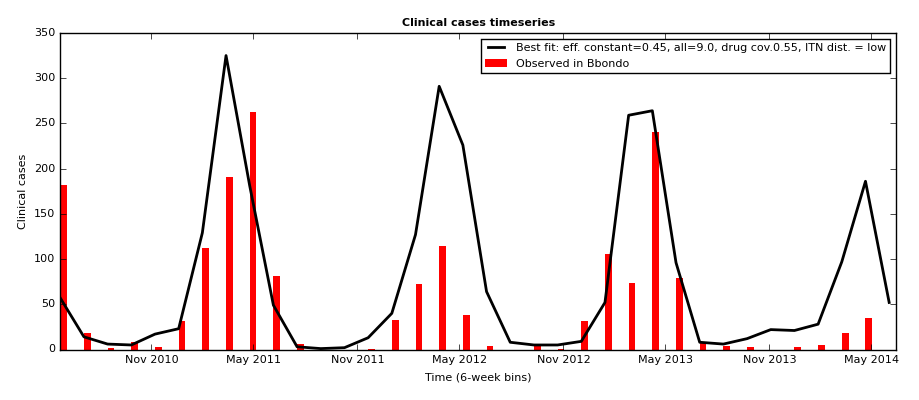 Clinical cases timeseries
Best fit: eff. constant=0.45, all=9.0, drug cov.0.55, ITN dist. = low
Observed in Bbondo
350
300
250
200
150
100
50
0
Clinical cases
Nov 2010 May 2011 Nov 2011 May 2012 Nov 2012 May 2013 Nov 2013 May 2014
Time (6-week bins)